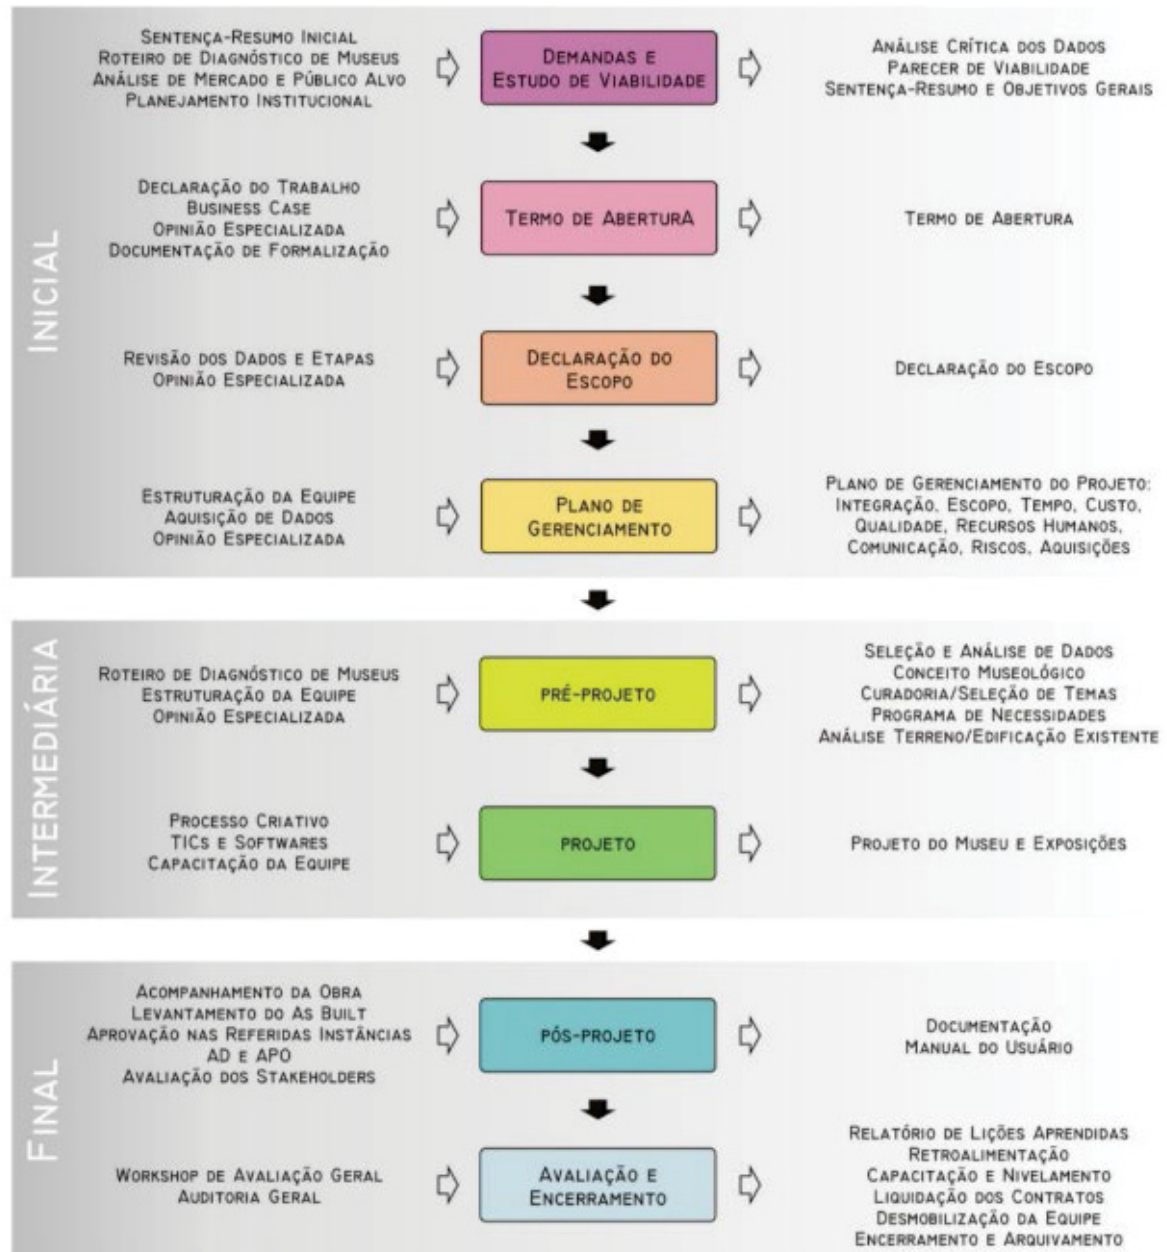 INICIAL
SENTENÇA-RESUMO INICIAL
ROTEIRO DE DIAGNÓSTICO DE MUSEUS
ANÁLISE DE MERCADO E PÚBLICO ALVO
PLANEJAMENTO INSTITUCIONAL
DEMANDAS E
ESTUDO DE VIABILIDADE
ANÁLISE CRÍTICA DOS DADOS
PARECER DE VIABILIDADE
SENTENÇA-RESUMO E OBJETIVOS GERAIS
DECLARAÇÃO DO TRABALHO
BUSINESS CASE
OPINIÃO ESPECIALIZADA
DOCUMENTAÇÃO DE FORMALIZAÇÃO
TERMO DE ABERTURA
TERMO DE ABERTURA
REVISÃO DOS DADOS E ETAPAS
OPINIÃO ESPECIALIZADA
DECLARAÇÃO DO
ESCOPO
DECLARAÇÃO DO ESCOPO
ESTRUTURAÇÃO DA EQUIPE
AQUISIÇÃO DE DADOS
OPINIÃO ESPECIALIZADA
PLANO DE
GERENCIAMENTO
PLANO DE GERENCIAMENTO DO PROJETO:
INTEGRAÇÃO, ESCOPO, TEMPO, CUSTO,
QUALIDADE, RECURSOS HUMANOS,
COMUNICAÇÃO, RISCOS, AQUISIÇÕES
INTERMEDIÁRIA
ROTEIRO DE DIAGNÓSTICO DE MUSEUS
ESTRUTURAÇÃO DA EQUIPE
OPINIÃO ESPECIALIZADA
PRÉ-PROJETO
SELEÇÃO E ANÁLISE DE DADOS
CONCEITO MUSEOLÓGICO
CURADORIA/SELEÇÃO DE TEMAS
PROGRAMA DE NECESSIDADES
ANÁLISE TERRENO/EDIFICAÇÃO EXISTENTE
PROCESSO CRIATIVO
TICS E SOFTWARES
CAPACITAÇÃO DA EQUIPE
PROJETO
PROJETO DO MUSEU E EXPOSIÇÕES
FINAL
ACOMPANHAMENTO DA OBRA
LEVANTAMENTO DO AS BUILT
APROVAÇÃO NAS REFERIDAS INSTÂNCIAS
AD E APO
AVALIAÇÃO DOS STAKEHOLDERS
PÓS-PROJETO
DOCUMENTAÇÃO
MANUAL DO USUÁRIO
WORKSHOP DE AVALIAÇÃO GERAL
AUDITORIA GERAL
AVALIAÇÃO E
ENCERRAMENTO
RELATÓRIO DE LIÇÕES APRENDIDAS
RETROALIMENTAÇÃO
CAPACITAÇÃO E NIVELAMENTO
LIQUIDAÇÃO DOS CONTRATOS
DESMOBILIZAÇÃO DA EQUIPE
ENCERRAMENTO E ARQUIVAMENTO